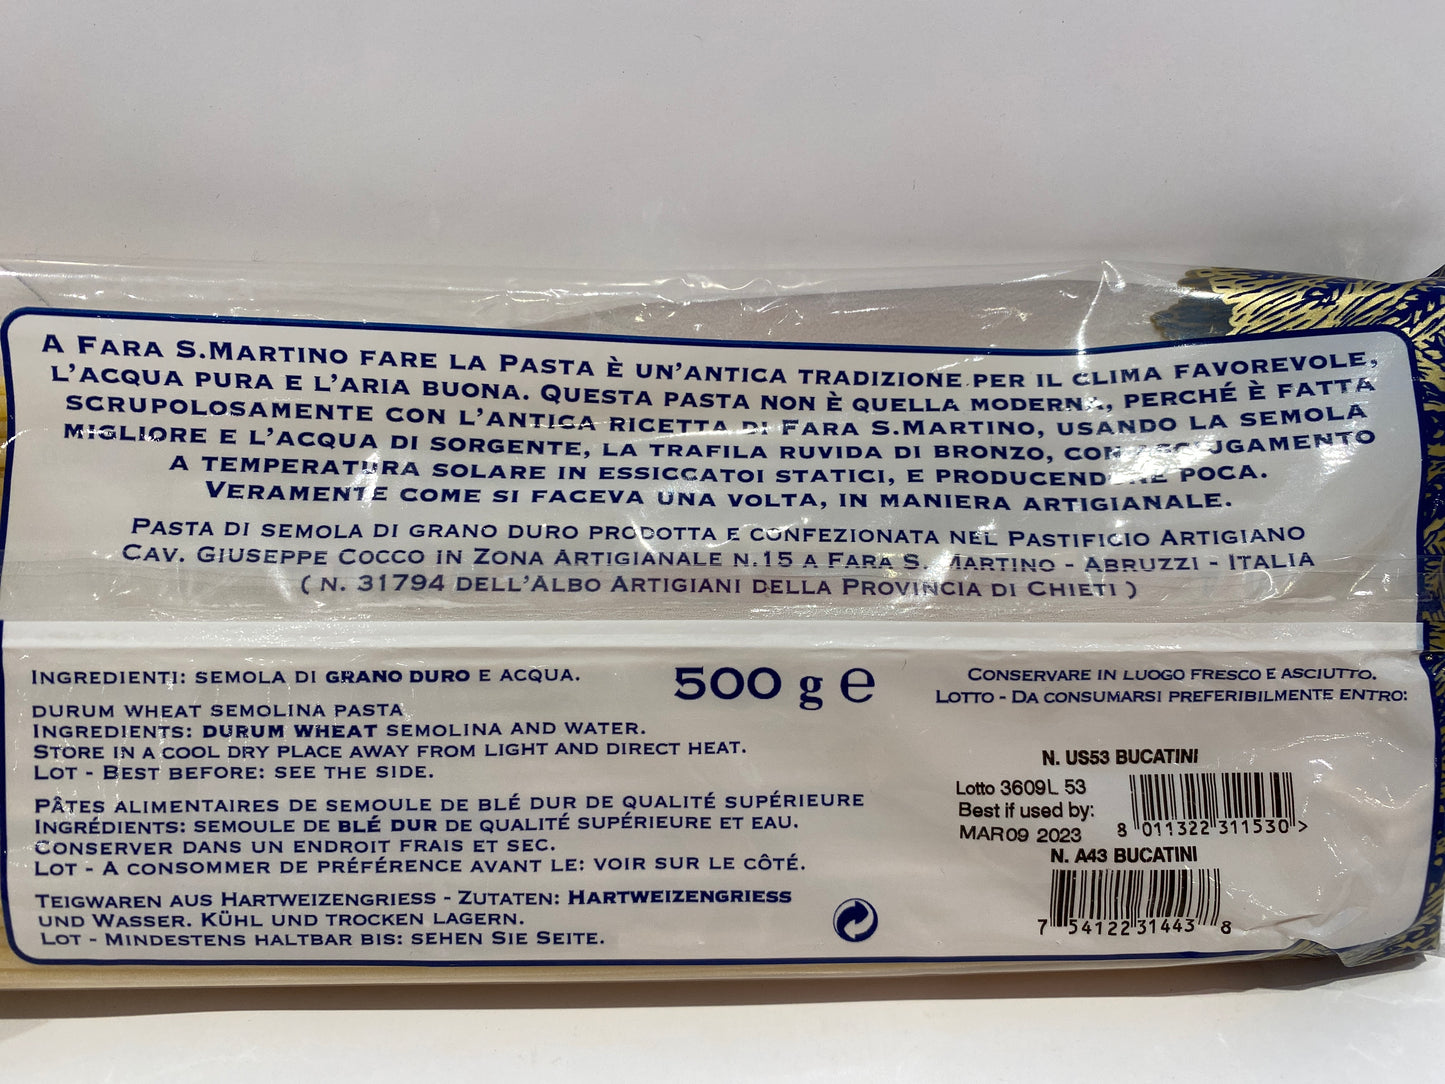 A FARA S.MARTINO FARE LA PASTA È UN'ANTICA TRADIZIONE PER IL CLIMA FAVOREVOLE,
L'ACQUA PURA E L'ARIA BUONA. QUESTA PASTA NON È QUELLA MODERNA, PERCHÉ È FATTA
SCRUPOLOSAMENTE CON L'ANTICA RICETTA DI FARA S.MARTINO, USANDO LA SEMOLA
MIGLIORE E L'ACQUA DI SORGENTE, LA TRAFILA RUVIDA DI BRONZO, CON ASCIUGAMENTO
A TEMPERATURA SOLARE IN ESSICCATOI STATICI, E PRODUCENDONE POCA.
VERAMENTE COME SI FACEVA UNA VOLTA, IN MANIERA ARTIGIANALE.
PASTA DI SEMOLA DI GRANO DURO PRODOTTA E CONFEZIONATA NEL PASTIFICIO ARTIGIANO
CAV. GIUSEPPE COCCO IN ZONA ARTIGIANALE N.15 A FARA S. MARTINO - ABRUZZI - ITALIA
( N. 31794 DELL'ALBO ARTIGIANI DELLA PROVINCIA DI CHIETI )
INGREDIENTI: SEMOLA DI GRANO DURO E ACQUA.
DURUM WHEAT SEMOLINA PASTA
INGREDIENTS: DURUM WHEAT SEMOLINA AND WATER.
STORE IN A COOL DRY PLACE AWAY FROM LIGHT AND DIRECT HEAT.
LOT - BEST BEFORE: SEE THE SIDE.
PÂTES ALIMENTAIRES DE SEMOULE DE BLÉ DUR DE QUALITÉ SUPÉRIEURE
INGRÉDIENTS: SEMOULE DE BLÉ DUR DE QUALITÉ SUPÉRIEURE ET EAU.
CONSERVER DANS UN ENDROIT FRAIS ET SEC.
LOT - A CONSOMMER DE PRÉFÉRENCE AVANT LE: VOIR SUR LE CÔTÉ.
TEIGWAREN AUS HARTWEIZENGRIESS - ZUTATEN: HARTWEIZENGRIESS
UND WASSER. KÜHL UND TROCKEN LAGERN.
LOT - MINDESTENS HALTBAR BIS: SEHEN SIE SEITE.
500 g e
CONSERVARE IN LUOGO FRESCO E ASCIUTTO.
LOTTO - DA CONSUMARSI PREFERIBILMENTE ENTRO:
N. US53 BUCATINI
Lotto 3609L 53
Best if used by:
MAR 09 2023
8 011322 311530 >
N. A43 BUCATINI
7 54122 31443 8